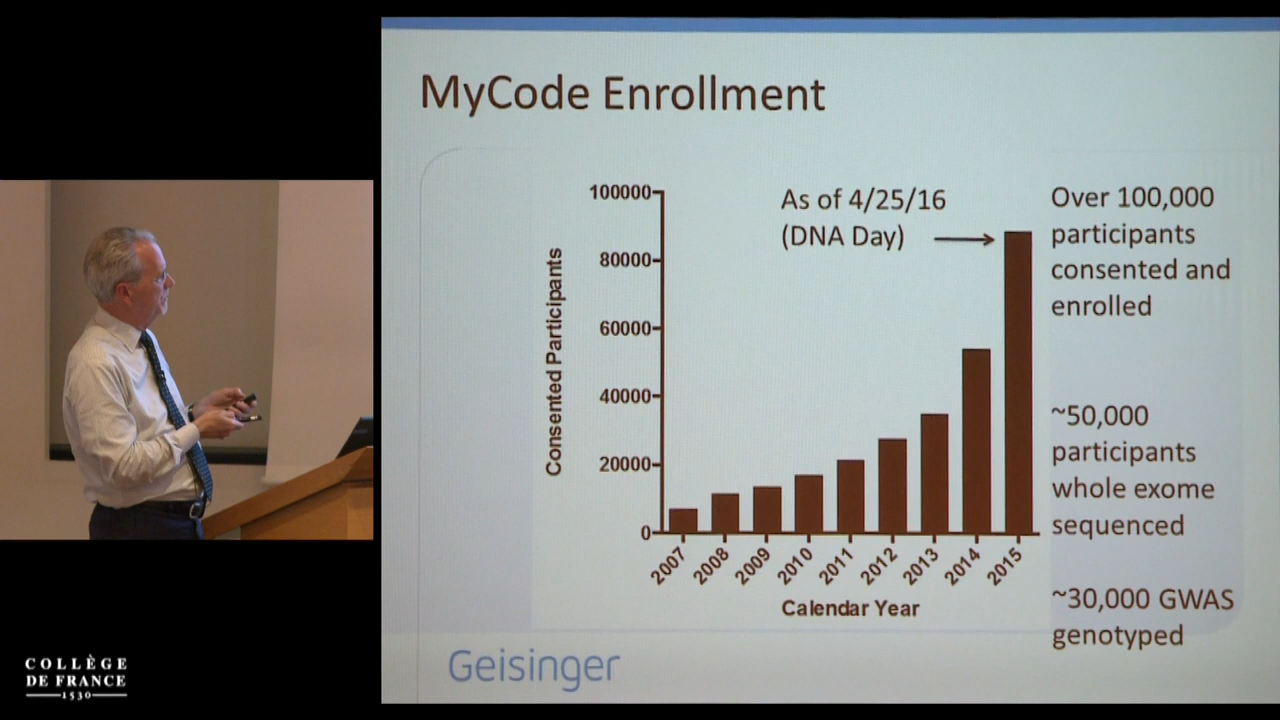 MyCode Enrollment
Consented Participants
100000
80000
60000
40000
20000
0
As of 4/25/16
(DNA Day)
2007
2008
2009
2010
2011
2012
2013
2014
2015
Calendar Year
Over 100,000
participants
consented and
enrolled
~50,000
participants
whole exome
sequenced
~30,000 GWAS
genotyped
Geisinger
COLLÈGE
DE FRANCE
1530